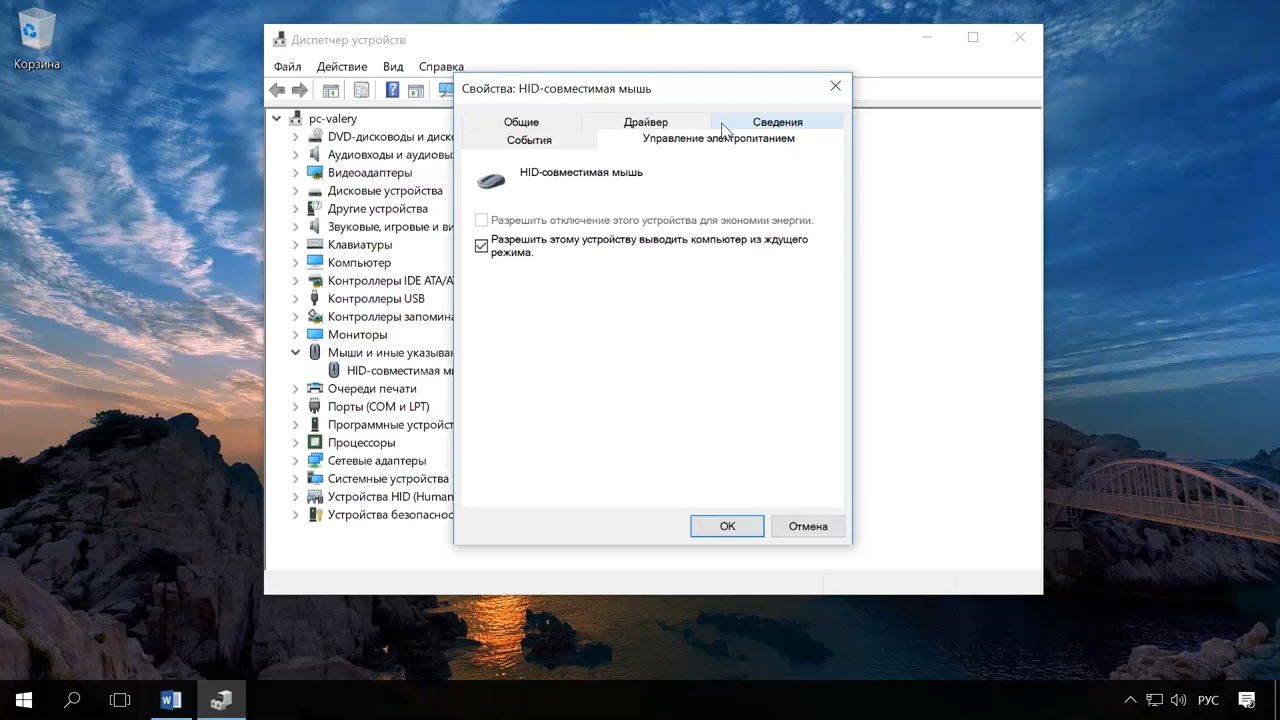 Корзина
Диспетчер устройств
Файл Действие Вид Справка
Свойства: HID-совместимая мышь
Общие Драйвер Сведения
События Управление электропитанием
HID-совместимая мышь
Разрешить отключение этого устройства для экономии энергии.
Разрешить этому устройству выводить компьютер из ждущего
режима.
OK Отмена
pc-valery
DVD-дисководы и диско
Аудиовходы и аудиовы
Видеоадаптеры
Дисковые устройства
Другие устройства
Звуковые, игровые и ви
Клавиатуры
Компьютер
Контроллеры IDE ATA/A
Контроллеры USB
Контроллеры запомина
Мониторы
Мыши и иные указыван
HID-совместимая м
Очереди печати
Порты (COM и LPT)
Программные устройст
Процессоры
Сетевые адаптеры
Системные устройства
Устройства HID (Human
Устройства безопаснос
РУС